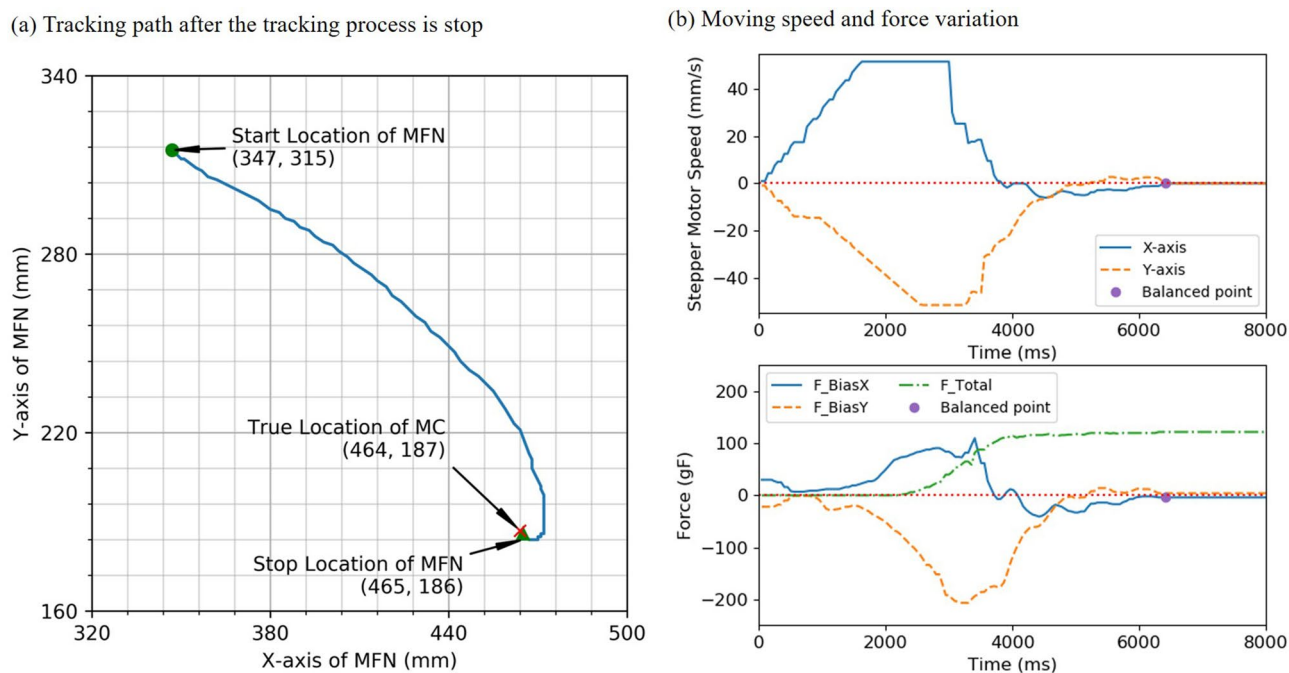 (a) Tracking path after the tracking process is stop
340
280
220
160
Y-axis of MFN (mm)
Start Location of MFN
(347, 315)
True Location of MC
(464, 187)
Stop Location of MFN
(465, 186)
320 380 440 500
X-axis of MFN (mm)
(b) Moving speed and force variation
40
20
0
−20
−40
Stepper Motor Speed (mm/s)
X-axis
Y-axis
Balanced point
0 2000 4000 6000 8000
Time (ms)
200
100
0
−100
−200
Force (gF)
F_BiasX F_Total
F_BiasY Balanced point
0 2000 4000 6000 8000
Time (ms)